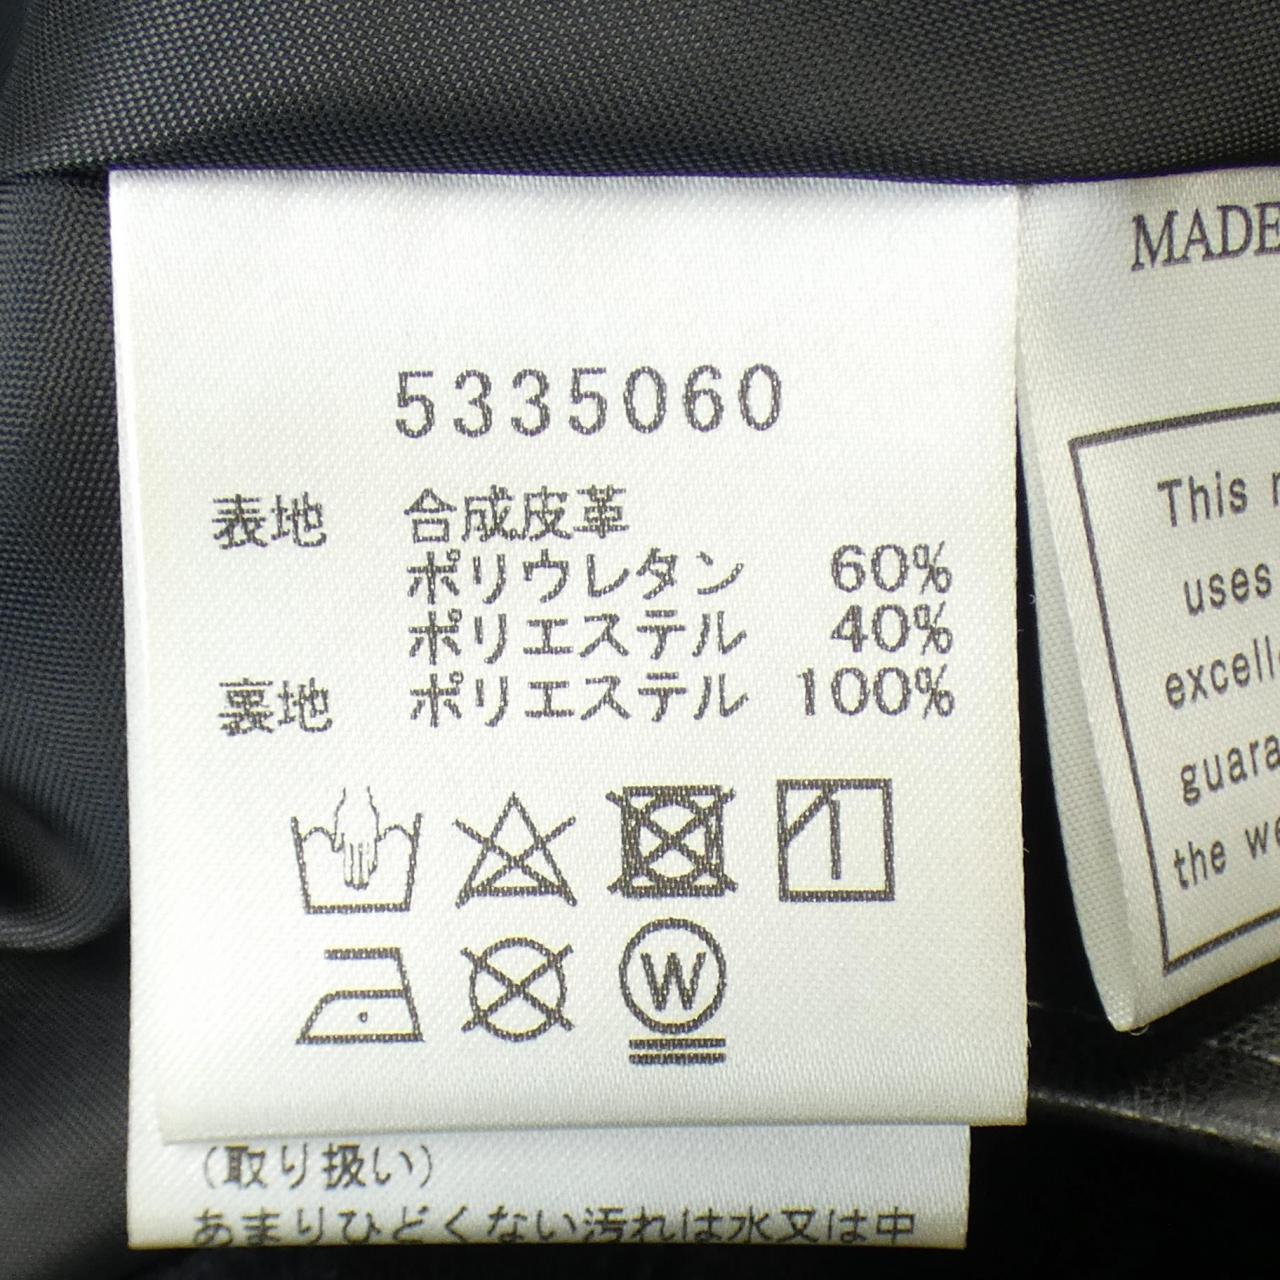 5335060
表地 合成皮革
ポリウレタン 60%
ポリエステル 40%
裏地 ポリエステル 100%
W
(取り扱い)
あまりひどくない汚れは水又は中
MADE
This
uses
the